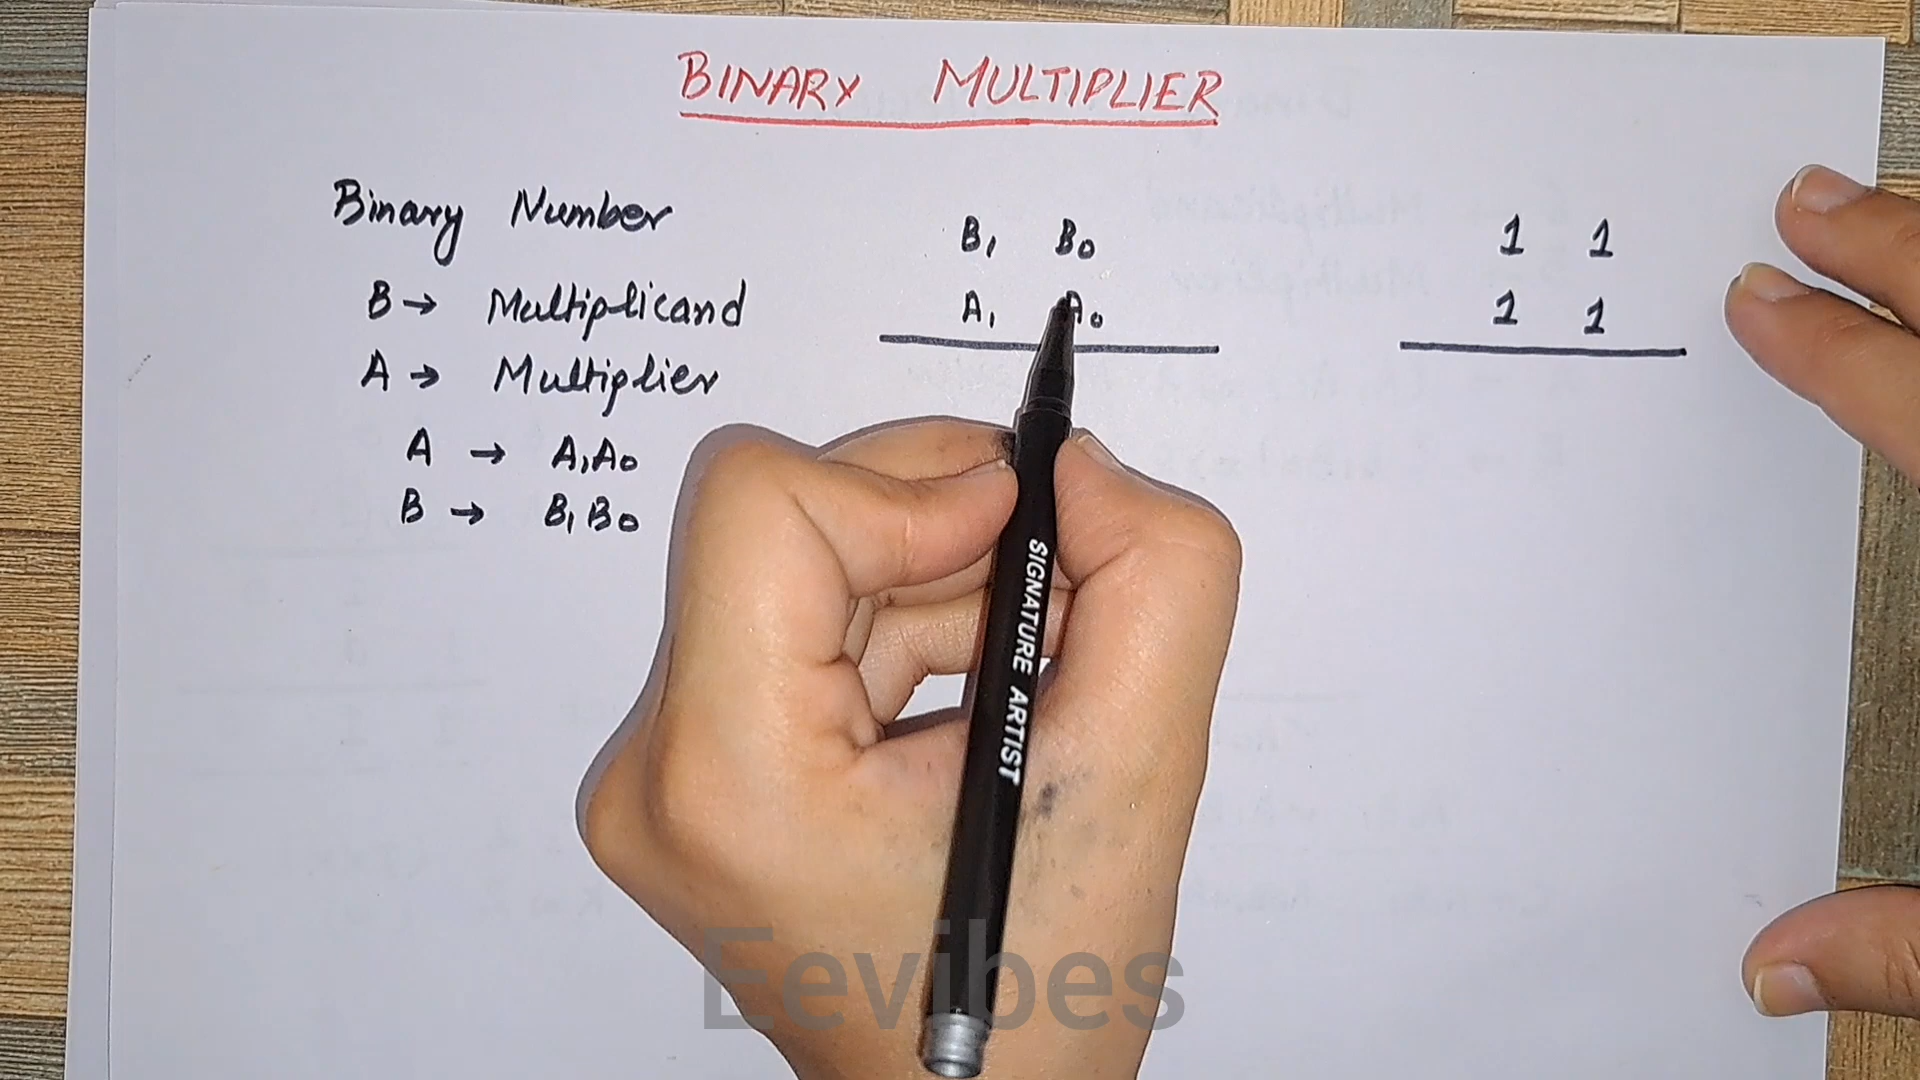 BINARY MULTIPLIER
Binary Number
B → Multiplicand
A → Multiplier
A → A₁A₀
B → B₁B₀
B₁ B₀
A₁ A₀
1 1
1 1
SIGNATURE ARTIST
Eevibes